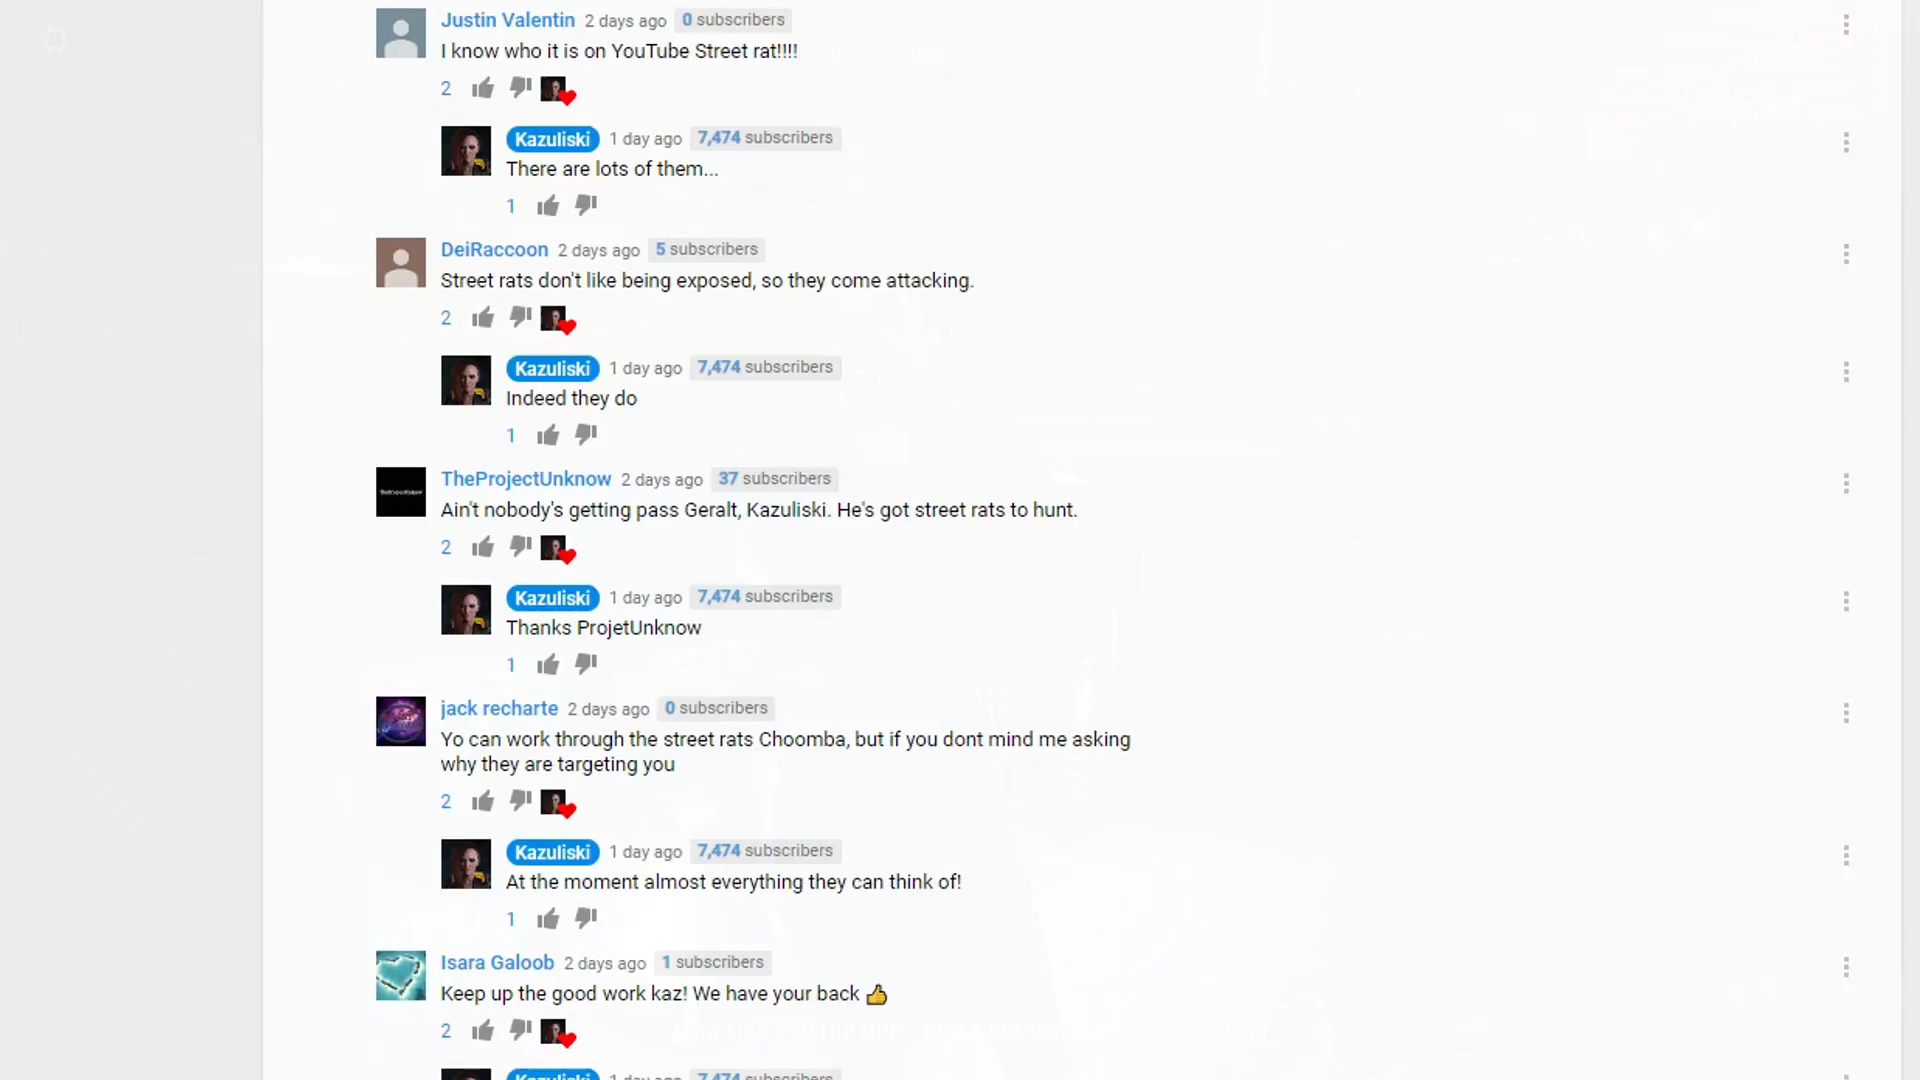 Justin Valentin 2 days ago 0 subscribers
I know who it is on YouTube Street rat!!!!
2
Kazuliski 1 day ago 7,474 subscribers
There are lots of them...
1
DeiRaccoon 2 days ago 5 subscribers
Street rats don't like being exposed, so they come attacking.
2
Kazuliski 1 day ago 7,474 subscribers
Indeed they do
1
TheProjectUnknow 2 days ago 37 subscribers
Ain't nobody's getting pass Geralt, Kazuliski. He's got street rats to hunt.
2
Kazuliski 1 day ago 7,474 subscribers
Thanks ProjetUnknow
1
jack recharte 2 days ago 0 subscribers
Yo can work through the street rats Choomba, but if you dont mind me asking
why they are targeting you
2
Kazuliski 1 day ago 7,474 subscribers
At the moment almost everything they can think of!
1
Isara Galoob 2 days ago 1 subscribers
Keep up the good work kaz! We have your back 👍
2
Kazuliski 1 day ago 7,474 subscribers